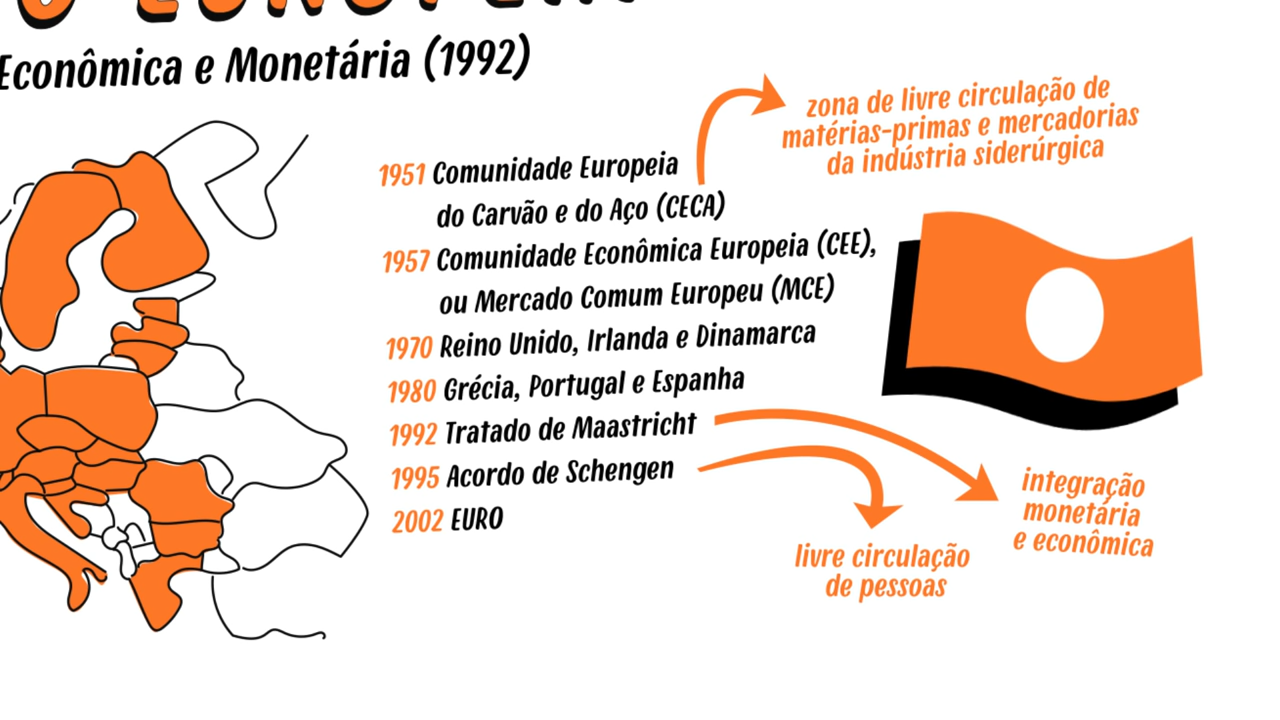 Econômica e Monetária (1992)
zona de livre circulação de
matérias-primas e mercadorias
da indústria siderúrgica
1951 Comunidade Europeia
do Carvão e do Aço (CECA)
1957 Comunidade Econômica Europeia (CEE),
ou Mercado Comum Europeu (MCE)
1970 Reino Unido, Irlanda e Dinamarca
1980 Grécia, Portugal e Espanha
1992 Tratado de Maastricht
1995 Acordo de Schengen
2002 EURO
integração
monetária
e econômica
livre circulação
de pessoas